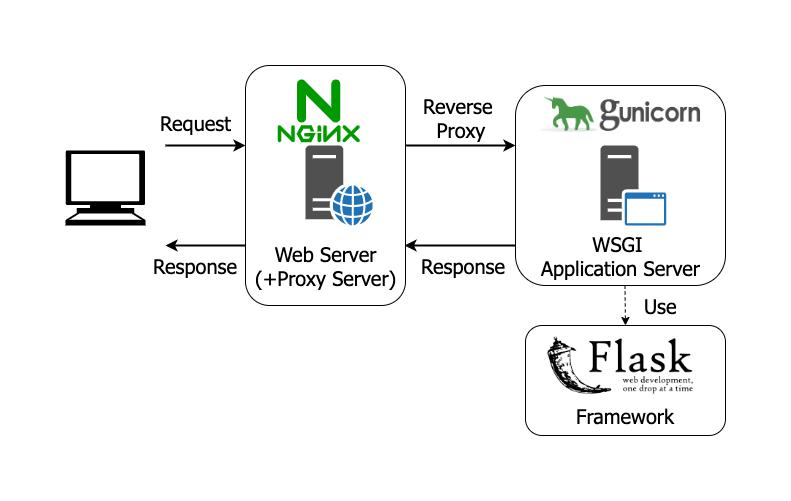 Request
Response
NGiNX
Web Server
(+Proxy Server)
Reverse
Proxy
Response
gunicorn
WSGI
Application Server
Use
Flask
web development,
one drop at a time
Framework